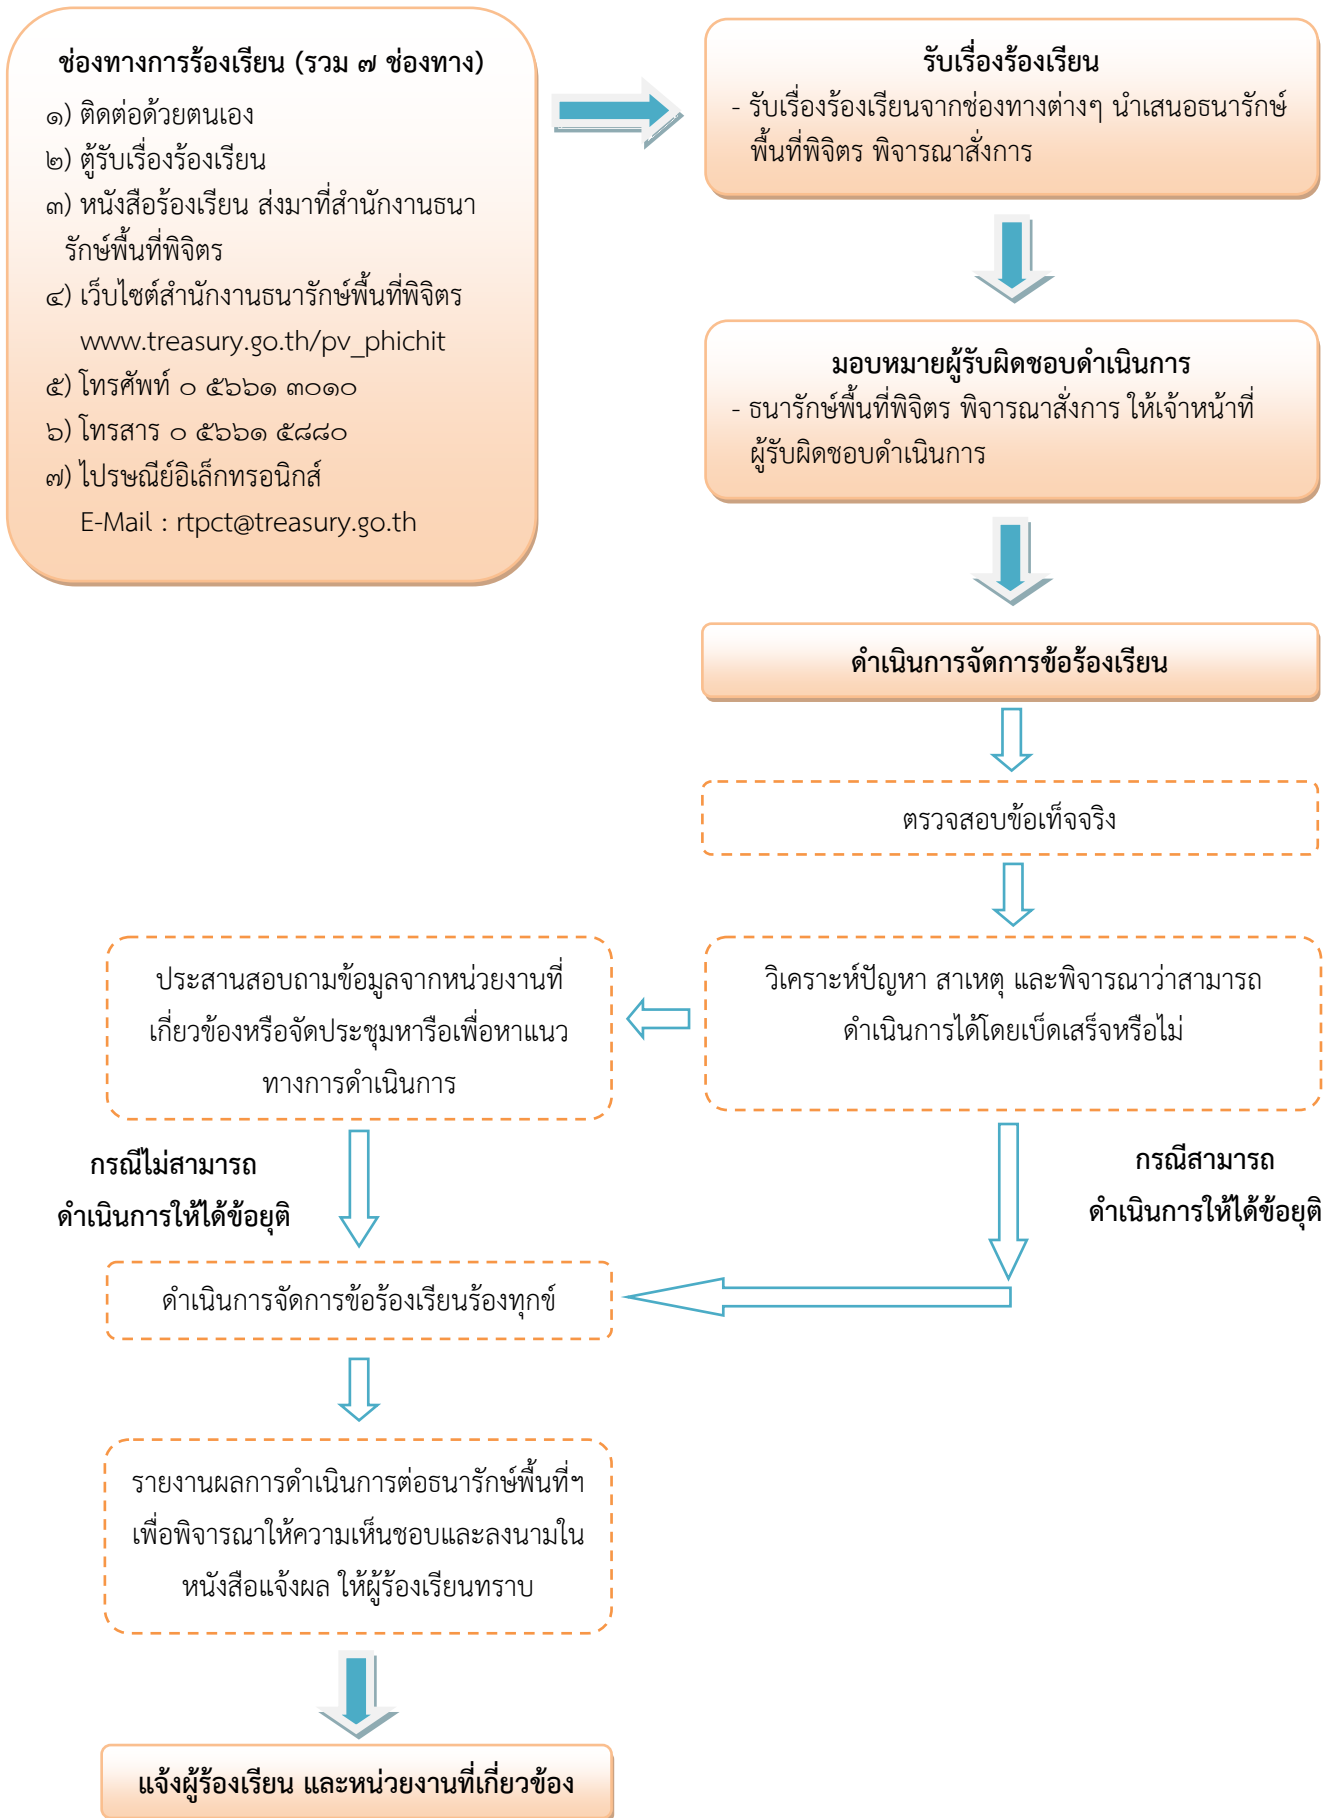 ช่องทางการร้องเรียน (รวม ๗ ช่องทาง)
๑) ติดต่อด้วยตนเอง
๒) ตู้รับเรื่องร้องเรียน
๓) หนังสือร้องเรียน ส่งมาที่สำนักงานธนา
รักษ์พื้นที่พิจิตร
๔) เว็บไซต์สำนักงานธนารักษ์พื้นที่พิจิตร
www.treasury.go.th/pv_phichit
๕) โทรศัพท์ ๐ ๕๖๖๑ ๓๐๑๐
๖) โทรสาร ๐ ๕๖๖๑ ๕๘๘๐
๗) ไปรษณีย์อิเล็กทรอนิกส์
E-Mail : rtpct@treasury.go.th
รับเรื่องร้องเรียน
- รับเรื่องร้องเรียนจากช่องทางต่างๆ นำเสนอธนารักษ์
พื้นที่พิจิตร พิจารณาสั่งการ
มอบหมายผู้รับผิดชอบดำเนินการ
- ธนารักษ์พื้นที่พิจิตร พิจารณาสั่งการ ให้เจ้าหน้าที่
ผู้รับผิดชอบดำเนินการ
ดำเนินการจัดการข้อร้องเรียน
ตรวจสอบข้อเท็จจริง
วิเคราะห์ปัญหา สาเหตุ และพิจารณาว่าสามารถ
ดำเนินการได้โดยเบ็ดเสร็จหรือไม่
ประสานสอบถามข้อมูลจากหน่วยงานที่
เกี่ยวข้องหรือจัดประชุมหารือเพื่อหาแนว
ทางการดำเนินการ
กรณีไม่สามารถ
ดำเนินการให้ได้ข้อยุติ
กรณีสามารถ
ดำเนินการให้ได้ข้อยุติ
ดำเนินการจัดการข้อร้องเรียนร้องทุกข์
รายงานผลการดำเนินการต่อธนารักษ์พื้นที่ฯ
เพื่อพิจารณาให้ความเห็นชอบและลงนามใน
หนังสือแจ้งผล ให้ผู้ร้องเรียนทราบ
แจ้งผู้ร้องเรียน และหน่วยงานที่เกี่ยวข้อง